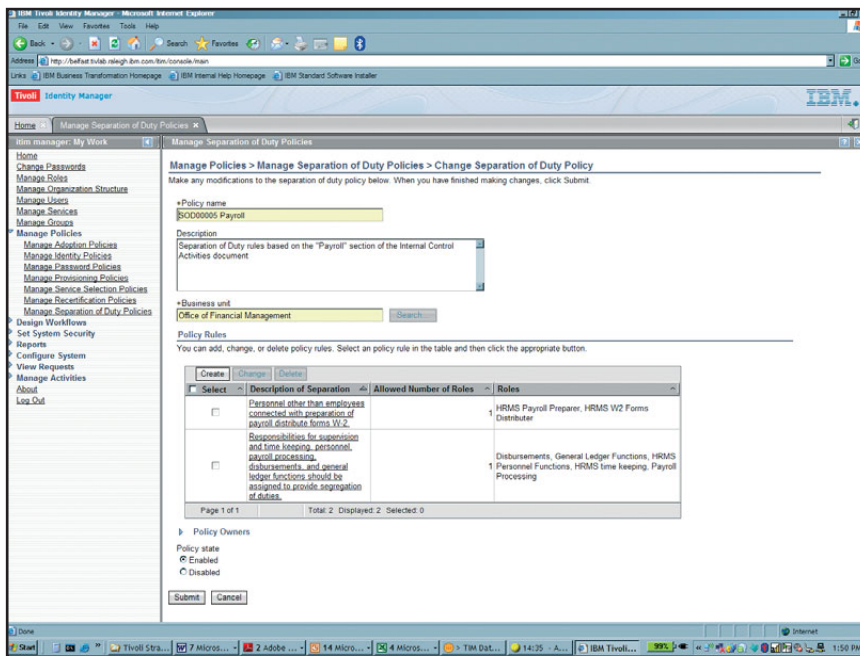 IBM Tivoli Identity Manager - Microsoft Internet Explorer
File Edit View Favorites Tools Help
Back Search Favorites
Address http://belfast.tivlab.raleigh.ibm.com/itim/console/main Go
Links IBM Business Transformation Homepage IBM Internal Help Homepage IBM Standard Software Installer
Tivoli Identity Manager IBM.
Home Manage Separation of Duty Policies
itim manager: My Work
Home
Change Passwords
Manage Roles
Manage Organization Structure
Manage Users
Manage Services
Manage Groups
Manage Policies
Manage Adoption Policies
Manage Identity Policies
Manage Password Policies
Manage Provisioning Policies
Manage Service Selection Policies
Manage Recertification Policies
Manage Separation of Duty Policies
Design Workflows
Set System Security
Reports
Configure System
View Requests
Manage Activities
About
Log Out
Manage Separation of Duty Policies
Manage Policies > Manage Separation of Duty Policies > Change Separation of Duty Policy
Make any modifications to the separation of duty policy below. When you have finished making changes, click Submit.
*Policy name
SOD00005 Payroll
Description
Separation of Duty rules based on the "Payroll" section of the Internal Control
Activities document
*Business unit
Office of Financial Management Search...
Policy Rules
You can add, change, or delete policy rules. Select an policy rule in the table and then click the appropriate button.
Create Change Delete
Select Description of Separation Allowed Number of Roles Roles
Personnel other than employees
connected with preparation of
payroll distribute forms W-2.
1
HRMS Payroll Preparer, HRMS W2 Forms
Distributer
Responsibilities for supervision
and time keeping, personnel,
payroll processing,
disbursements, and general
ledger functions should be
assigned to provide segregation
of duties.
1
Disbursements, General Ledger Functions, HRMS
Personnel Functions, HRMS time keeping, Payroll
Processing
Page 1 of 1 Total: 2 Displayed: 2 Selected: 0
Policy Owners
Policy state
Enabled
Disabled
Submit Cancel
Done Internet
Start Tivoli Stra... 7 Micros... 2 Adobe ... 14 Micro... 4 Micros... > TIM Dat... 14:35 - A... IBM Tivoli... 99% 1:50 PM